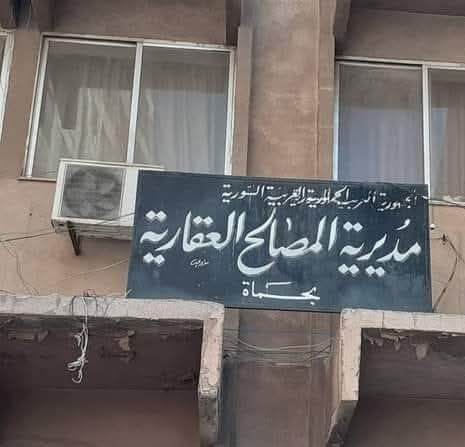 الجمهورية العربية السورية
مديرية المصالح العقارية
بحماة